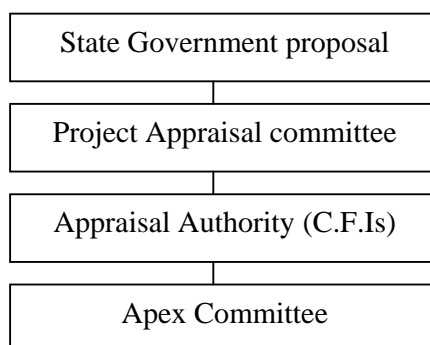 State Government proposal
Project Appraisal committee
Appraisal Authority (C.F.Is)
Apex Committee